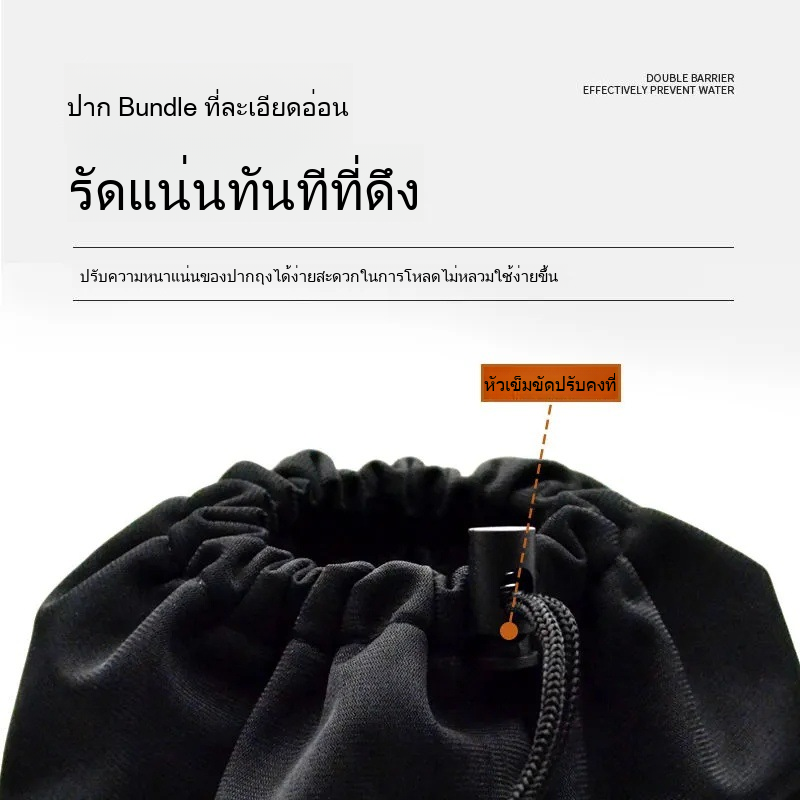 DOUBLE BARRIER
EFFECTIVELY PREVENT WATER
ปาก Bundle ที่ละเอียดอ่อน
รัดแน่นทันทีที่ดึง
ปรับความหนาแน่นของปากถุงได้ง่ายสะดวกในการโหลดไม่หลวมใช้ง่ายขึ้น
หัวเข็มขัดปรับคงที่